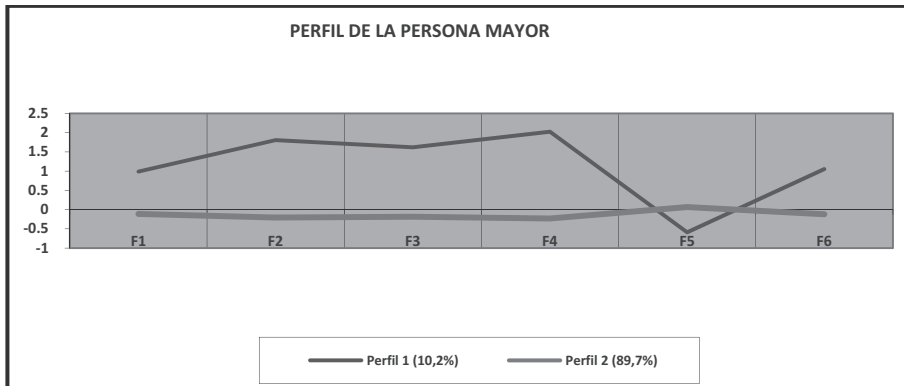 PERFIL DE LA PERSONA MAYOR
2.5
2
1.5
1
0.5
0
-0.5
-1
F1 F2 F3 F4 F5 F6
Perfil 1 (10,2%) Perfil 2 (89,7%)